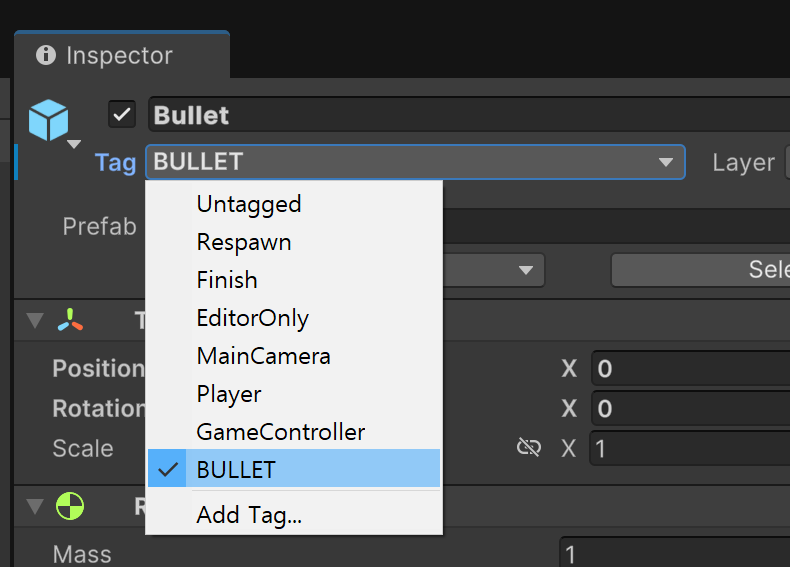 Inspector
Bullet
Tag BULLET Layer
Untagged
Prefab
Respawn
Finish
Sele
EditorOnly
T
MainCamera
Position X 0
Player
Rotation X 0
GameController
Scale X 1
BULLET
R
Add Tag...
Mass 1